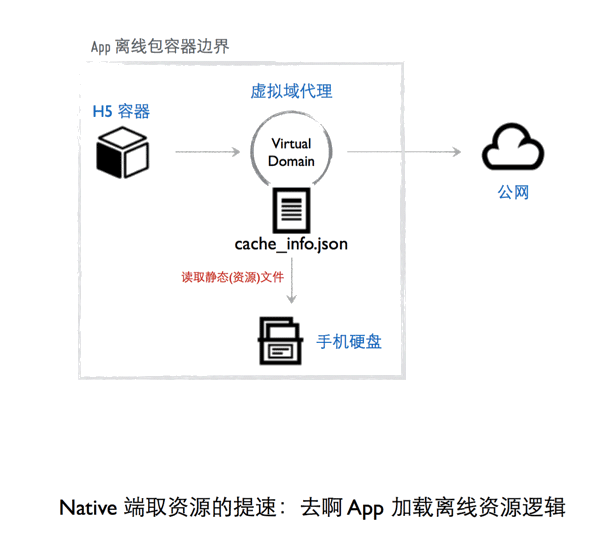 App 离线包容器边界
H5 容器
虚拟域代理
Virtual
Domain
公网
cache_info.json
读取静态(资源)文件
手机硬盘
Native 端取资源的提速：去啊 App 加载离线资源逻辑